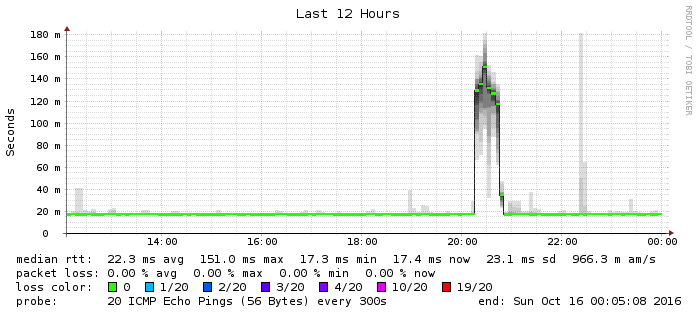 Last 12 Hours
RRDTOOL / TOBI OETIKER
Seconds
180 m
160 m
140 m
120 m
100 m
80 m
60 m
40 m
20 m
0
14:00 16:00 18:00 20:00 22:00 00:00
median rtt: 22.3 ms avg 151.0 ms max 17.3 ms min 17.4 ms now 23.1 ms sd 966.3 m am/s
packet loss: 0.00 % avg 0.00 % max 0.00 % min 0.00 % now
loss color: 0 1/20 2/20 3/20 4/20 10/20 19/20
probe: 20 ICMP Echo Pings (56 Bytes) every 300s end: Sun Oct 16 00:05:08 2016